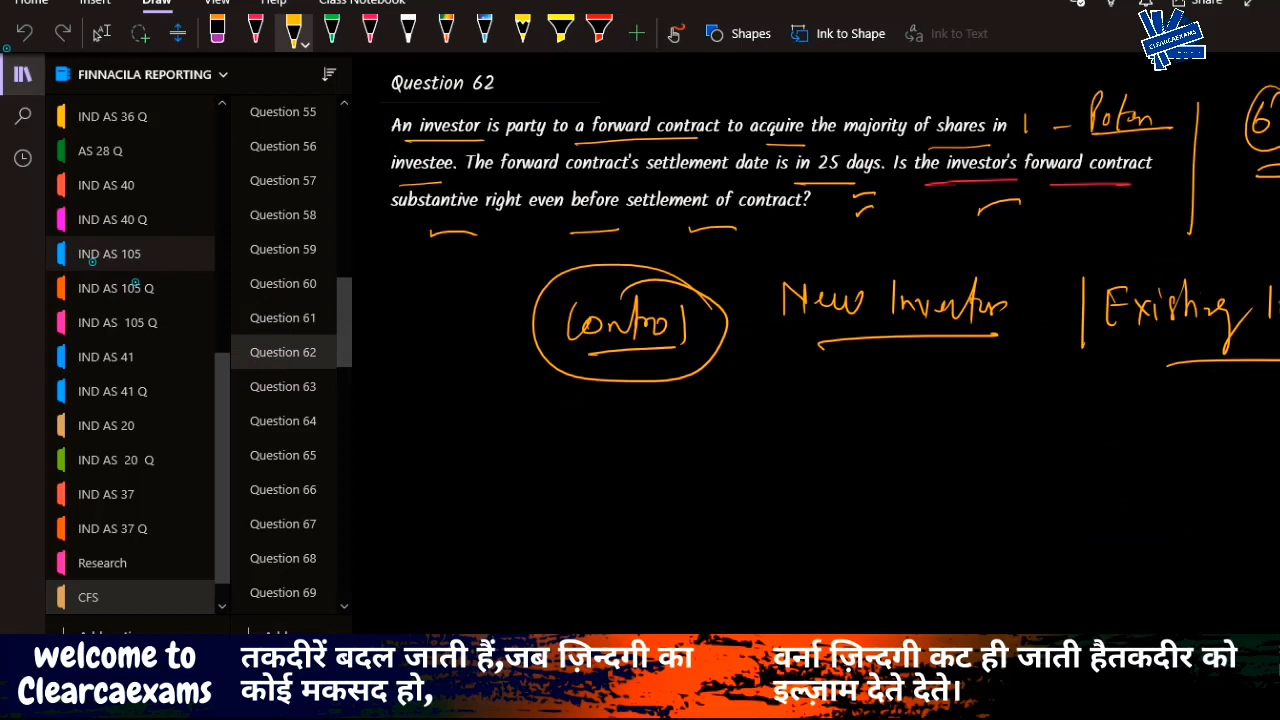 Home Insert Draw View Help Class Notebook Share
Shapes Ink to Shape Ink to Text
CLEARCAEXAMS
FINNACILA REPORTING
IND AS 36 Q
AS 28 Q
IND AS 40
IND AS 40 Q
IND AS 105
IND AS 105 Q
IND AS  105 Q
IND AS 41
IND AS 41 Q
IND AS 20
IND AS  20  Q
IND AS 37
IND AS 37 Q
Research
CFS
Question 55
Question 56
Question 57
Question 58
Question 59
Question 60
Question 61
Question 62
Question 63
Question 64
Question 65
Question 66
Question 67
Question 68
Question 69
Question 62
An investor is party to a forward contract to acquire the majority of shares in
investee. The forward contract's settlement date is in 25 days. Is the investor's forward contract
substantive right even before settlement of contract?
1 - Poten
6
Control
New Investor
Existing I
welcome to
Clearcaexams
तकदीरें बदल जाती हैं,जब ज़िन्दगी का
कोई मकसद हो,
वर्ना ज़िन्दगी कट ही जाती हैतकदीर को
इल्ज़ाम देते देते।